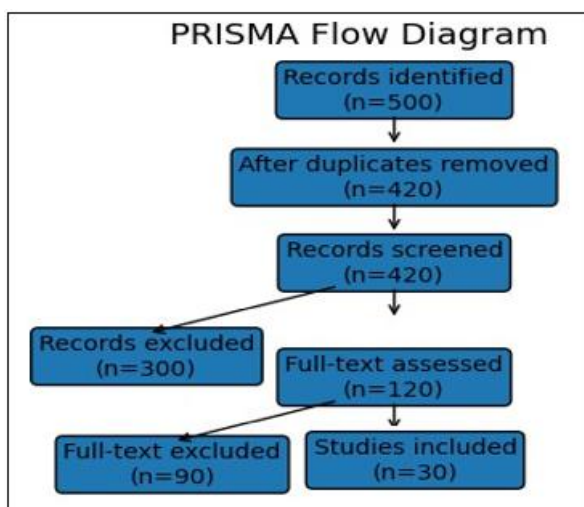 PRISMA Flow Diagram
Records identified
(n=500)
After duplicates removed
(n=420)
Records screened
(n=420)
Records excluded
(n=300)
Full-text assessed
(n=120)
Full-text excluded
(n=90)
Studies included
(n=30)